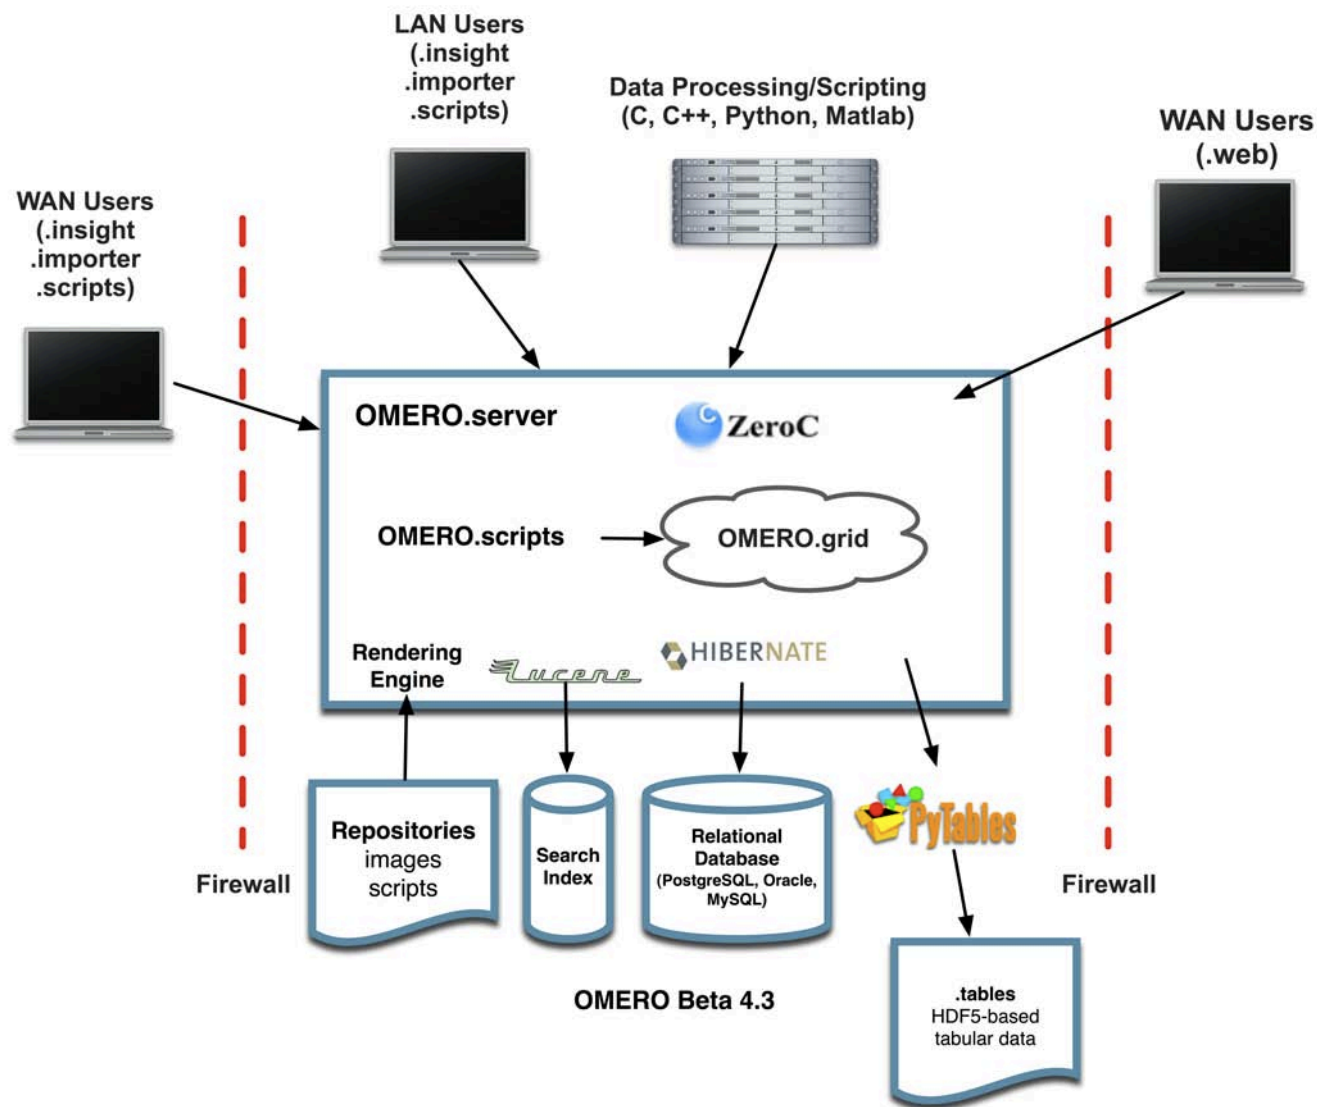 LAN Users
(.insight
.importer
.scripts)
Data Processing/Scripting
(C, C++, Python, Matlab)
WAN Users
(.web)
WAN Users
(.insight
.importer
.scripts)
OMERO.server
C
ZeroC
OMERO.scripts
OMERO.grid
Rendering
Engine
Lucene
HIBERNATE
Repositories
images
scripts
Search
Index
Relational
Database
(PostgreSQL, Oracle,
MySQL)
PyTables
Firewall
Firewall
.tables
HDF5-based
tabular data
OMERO Beta 4.3